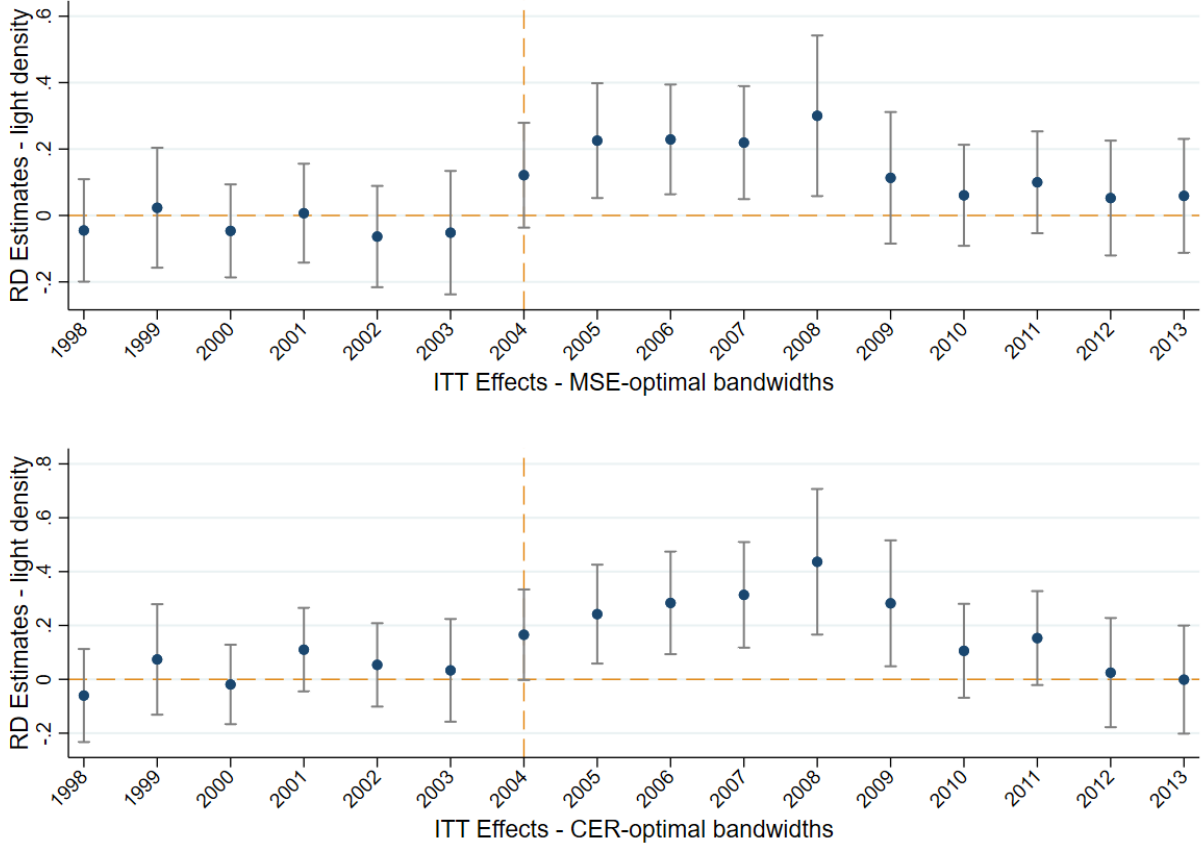 RD Estimates - light density
.6
.4
.2
0
-.2
1998 1999 2000 2001 2002 2003 2004 2005 2006 2007 2008 2009 2010 2011 2012 2013
ITT Effects - MSE-optimal bandwidths
RD Estimates - light density
.8
.6
.4
.2
0
-.2
1998 1999 2000 2001 2002 2003 2004 2005 2006 2007 2008 2009 2010 2011 2012 2013
ITT Effects - CER-optimal bandwidths